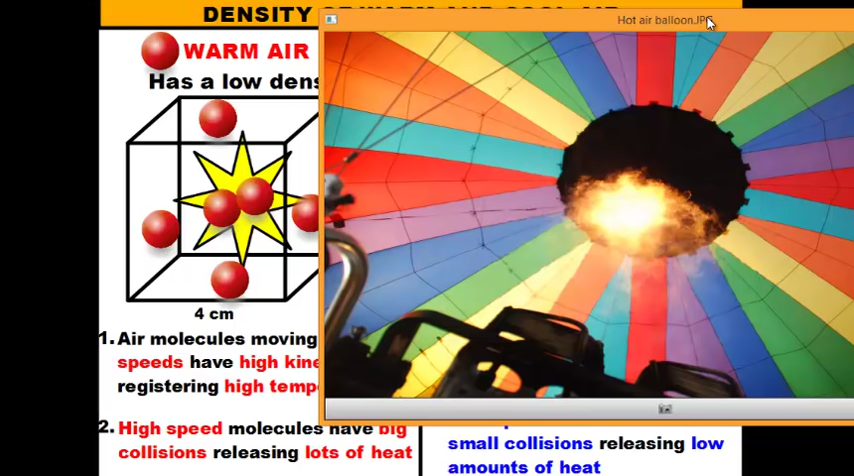 DENSITY OF WARM AND COOL AIR
Hot air balloon.JPG
WARM AIR
Has a low dens
4 cm
1. Air molecules moving
speeds have high kine
registering high tempe
2. High speed molecules have big
collisions releasing lots of heat
small collisions releasing low
amounts of heat